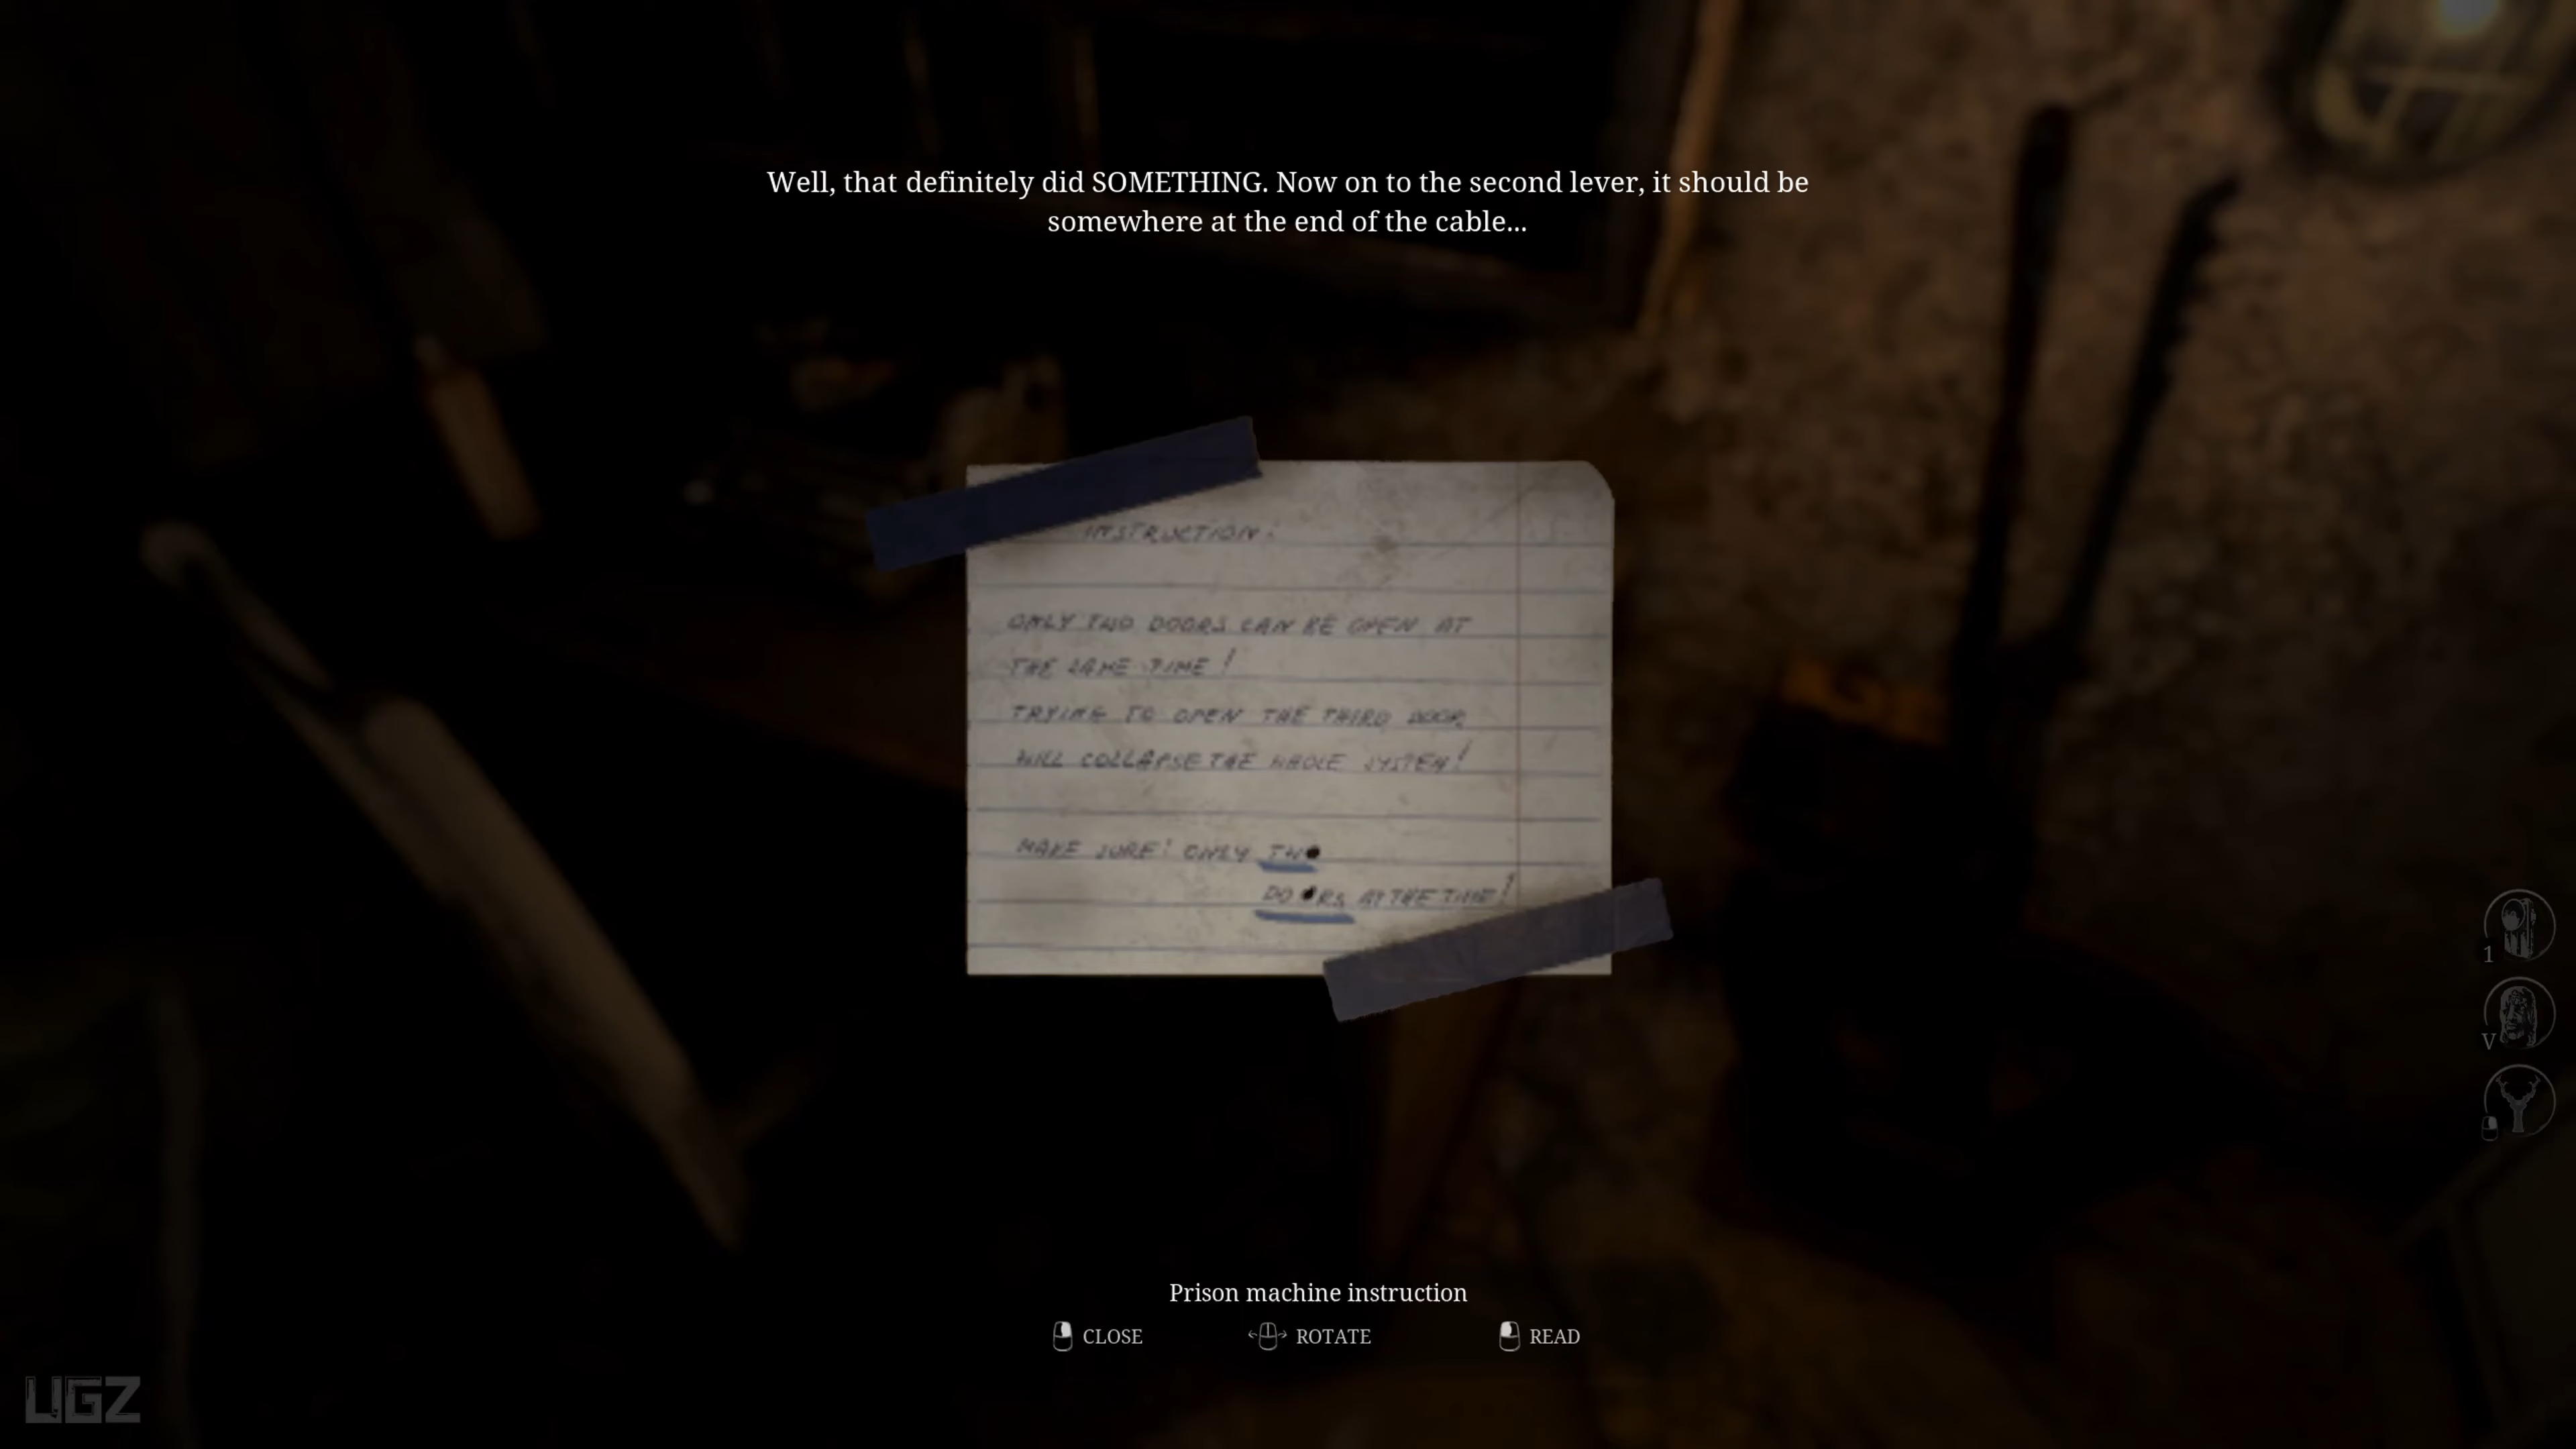 Well, that definitely did SOMETHING. Now on to the second lever, it should be
somewhere at the end of the cable...
INSTRUCTION:
ONLY TWO DOORS CAN BE OPEN AT
THE SAME TIME!
TRYING TO OPEN THE THIRD DOOR
WILL COLLAPSE THE WHOLE SYSTEM!
MAKE SURE: ONLY TWO
DOORS AT THE TIME!
1
V
Prison machine instruction
CLOSE ROTATE READ
UGZ